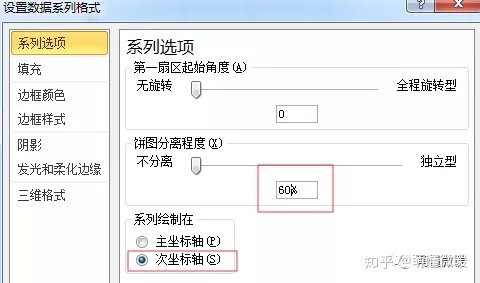 设置数据系列格式
系列选项
填充
边框颜色
边框样式
阴影
发光和柔化边缘
三维格式
系列选项
第一扇区起始角度(A)
无旋转 全程旋转型
0
饼图分离程度(X)
不分离 独立型
60%
系列绘制在
主坐标轴(P)
次坐标轴(S)
知乎